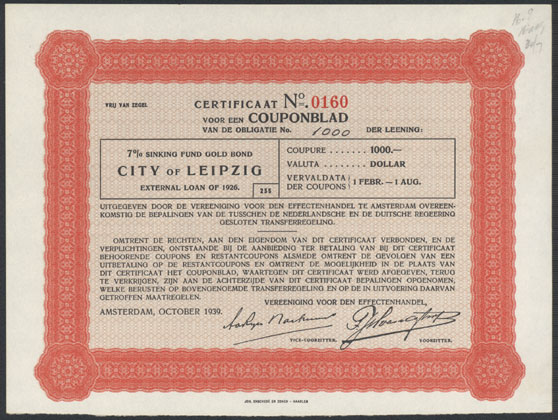 VRIJ VAN ZEGEL
CERTIFICAAT No. 0160
VOOR EEN COUPONBLAD
VAN DE OBLIGATIE No. 1000 DER LEENING:
7% SINKING FUND GOLD BOND
CITY OF LEIPZIG
EXTERNAL LOAN OF 1926.
255
COUPURE ....... 1000.—
VALUTA ....... DOLLAR
VERVALDATA DER COUPONS } 1 FEBR. — 1 AUG.
UITGEGEVEN DOOR DE VEREENIGING VOOR DEN EFFECTENHANDEL TE AMSTERDAM OVEREEN-
KOMSTIG DE BEPALINGEN VAN DE TUSSCHEN DE NEDERLANDSCHE EN DE DUITSCHE REGEERING
GESLOTEN TRANSFERREGELING.
OMTRENT DE RECHTEN, AAN DEN EIGENDOM VAN DIT CERTIFICAAT VERBONDEN, EN DE
VERPLICHTINGEN, ONTSTAANDE BIJ DE AANBIEDING TER BETALING VAN BIJ DIT CERTIFICAAT
BEHOORENDE COUPONS EN RESTANTCOUPONS ALSMEDE OMTRENT DE GEVOLGEN VAN EEN
UITBETALING OP DE RESTANTCOUPONS EN OMTRENT DE MOGELIJKHEID IN DE PLAATS VAN
DIT CERTIFICAAT HET COUPONBLAD, WAARTEGEN DIT CERTIFICAAT WERD AFGEGEVEN, TERUG
TE VERKRIJGEN, ZIJN AAN DE ACHTERZIJDE VAN DIT CERTIFICAAT BEPALINGEN OPGENOMEN,
WELKE BERUSTEN OP BOVENGENOEMDE TRANSFERREGELING EN OP DE IN UITVOERING DAARVAN
GETROFFEN MAATREGELEN.
VEREENIGING VOOR DEN EFFECTENHANDEL,
AMSTERDAM, OCTOBER 1939.
VICE-VOORZITTER. VOORZITTER.
JOH. ENSCHEDÉ EN ZONEN - HAARLEM